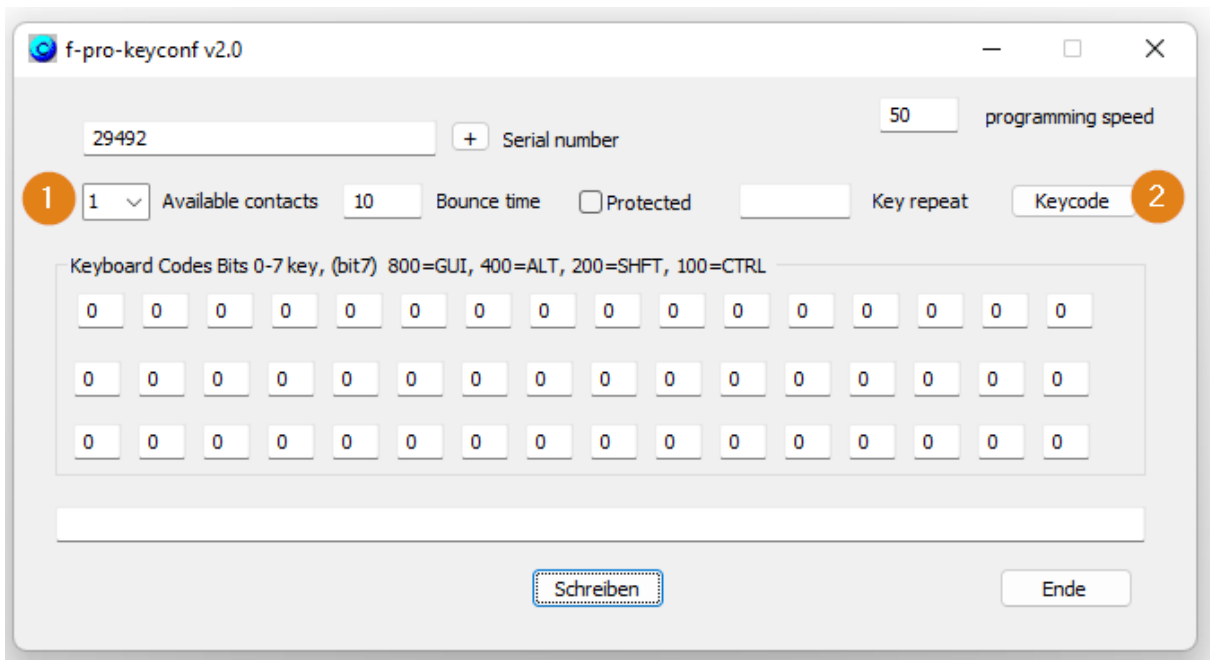 f-pro-keyconf v2.0
50 programming speed
29492 + Serial number
1 1 Available contacts 10 Bounce time Protected Key repeat Keycode 2
Keyboard Codes Bits 0-7 key, (bit7) 800=GUI, 400=ALT, 200=SHFT, 100=CTRL
0 0 0 0 0 0 0 0 0 0 0 0 0 0 0 0
0 0 0 0 0 0 0 0 0 0 0 0 0 0 0 0
0 0 0 0 0 0 0 0 0 0 0 0 0 0 0 0
Schreiben Ende